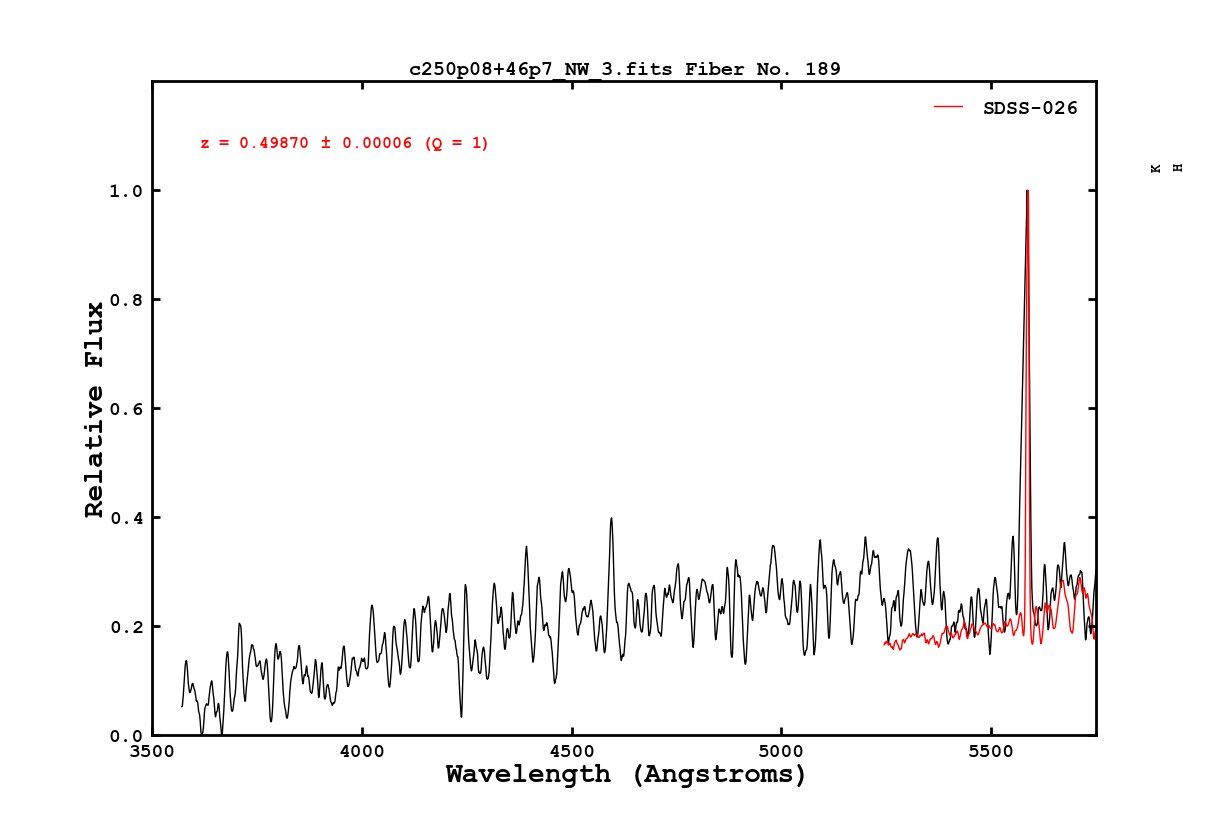 c250p08+46p7_NW_3.fits Fiber No. 189
SDSS-026
z = 0.49870 ± 0.00006 (Q = 1)
K
H
1.0
0.8
0.6
0.4
0.2
0.0
Relative Flux
3500
4000
4500
5000
5500
Wavelength (Angstroms)